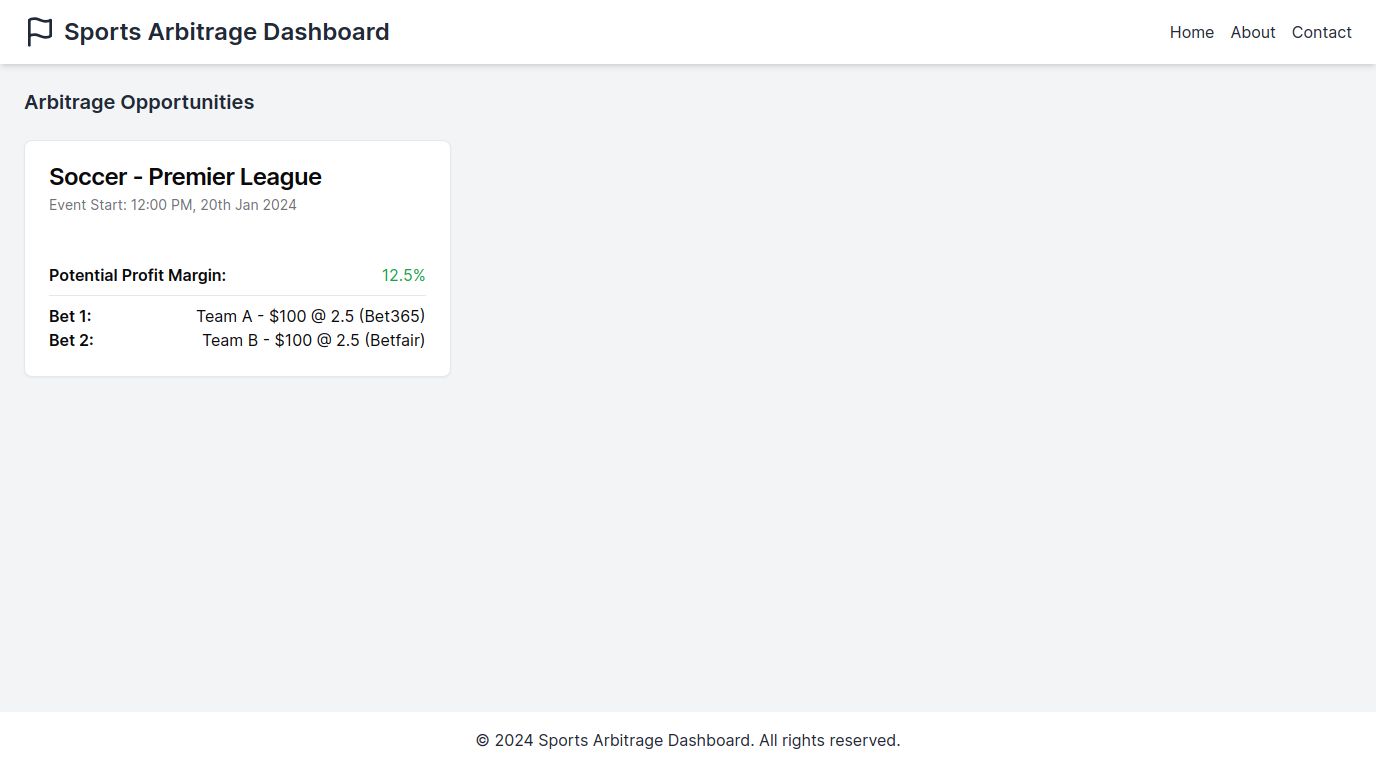 Sports Arbitrage Dashboard
Home About Contact
Arbitrage Opportunities
Soccer - Premier League
Event Start: 12:00 PM, 20th Jan 2024
Potential Profit Margin: 12.5%
Bet 1: Team A - $100 @ 2.5 (Bet365)
Bet 2: Team B - $100 @ 2.5 (Betfair)
© 2024 Sports Arbitrage Dashboard. All rights reserved.